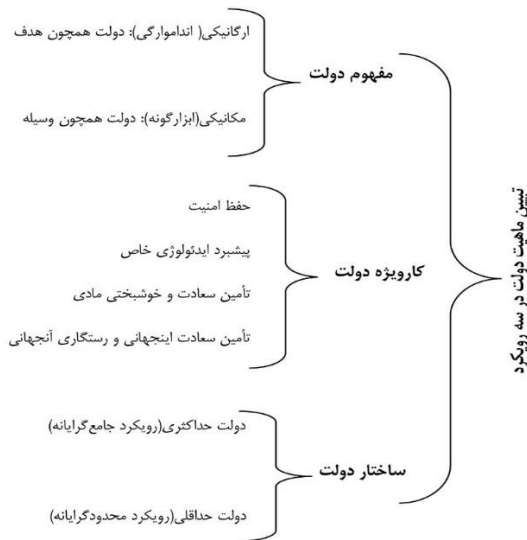 تبیین ماهیت دولت در سه رویکرد
مفهوم دولت
ارگانیکی( اندامواركی): دولت همچون هدف
مکانیکی(ابزارگونه): دولت همچون وسیله
کارویژه دولت
حفظ امنیت
پیشبرد ایدئولوژی خاص
تأمین سعادت و خوشبختی مادی
تأمین سعادت اینجهانی و رستگاری آنجهانی
ساختار دولت
دولت حداکثری(رویکرد جامع‌گرایانه)
دولت حداقلی(رویکرد محدودگرایانه)